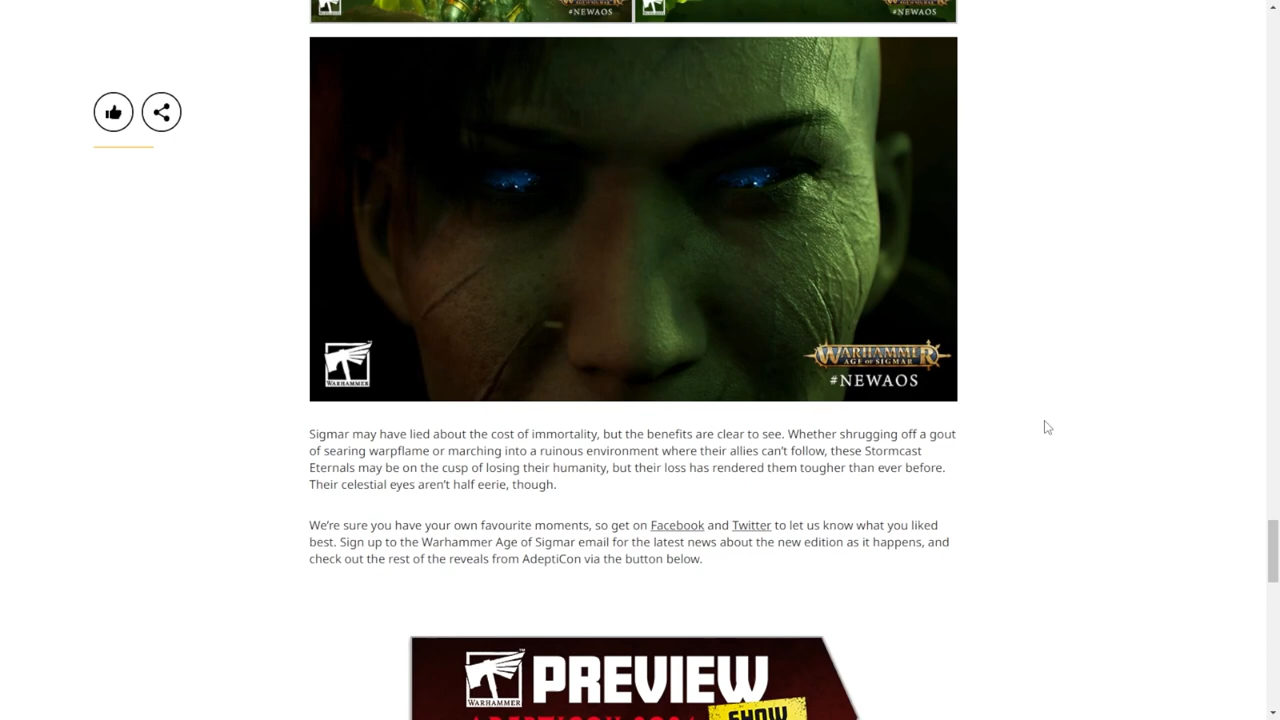 #NEWAOS
#NEWAOS
WARHAMMER
AGE OF SIGMAR
#NEWAOS
WARHAMMER
Sigmar may have lied about the cost of immortality, but the benefits are clear to see. Whether shrugging off a gout
of searing warpflame or marching into a ruinous environment where their allies can’t follow, these Stormcast
Eternals may be on the cusp of losing their humanity, but their loss has rendered them tougher than ever before.
Their celestial eyes aren’t half eerie, though.
We’re sure you have your own favourite moments, so get on Facebook and Twitter to let us know what you liked
best. Sign up to the Warhammer Age of Sigmar email for the latest news about the new edition as it happens, and
check out the rest of the reveals from AdeptiCon via the button below.
WARHAMMER
PREVIEW
SHOW